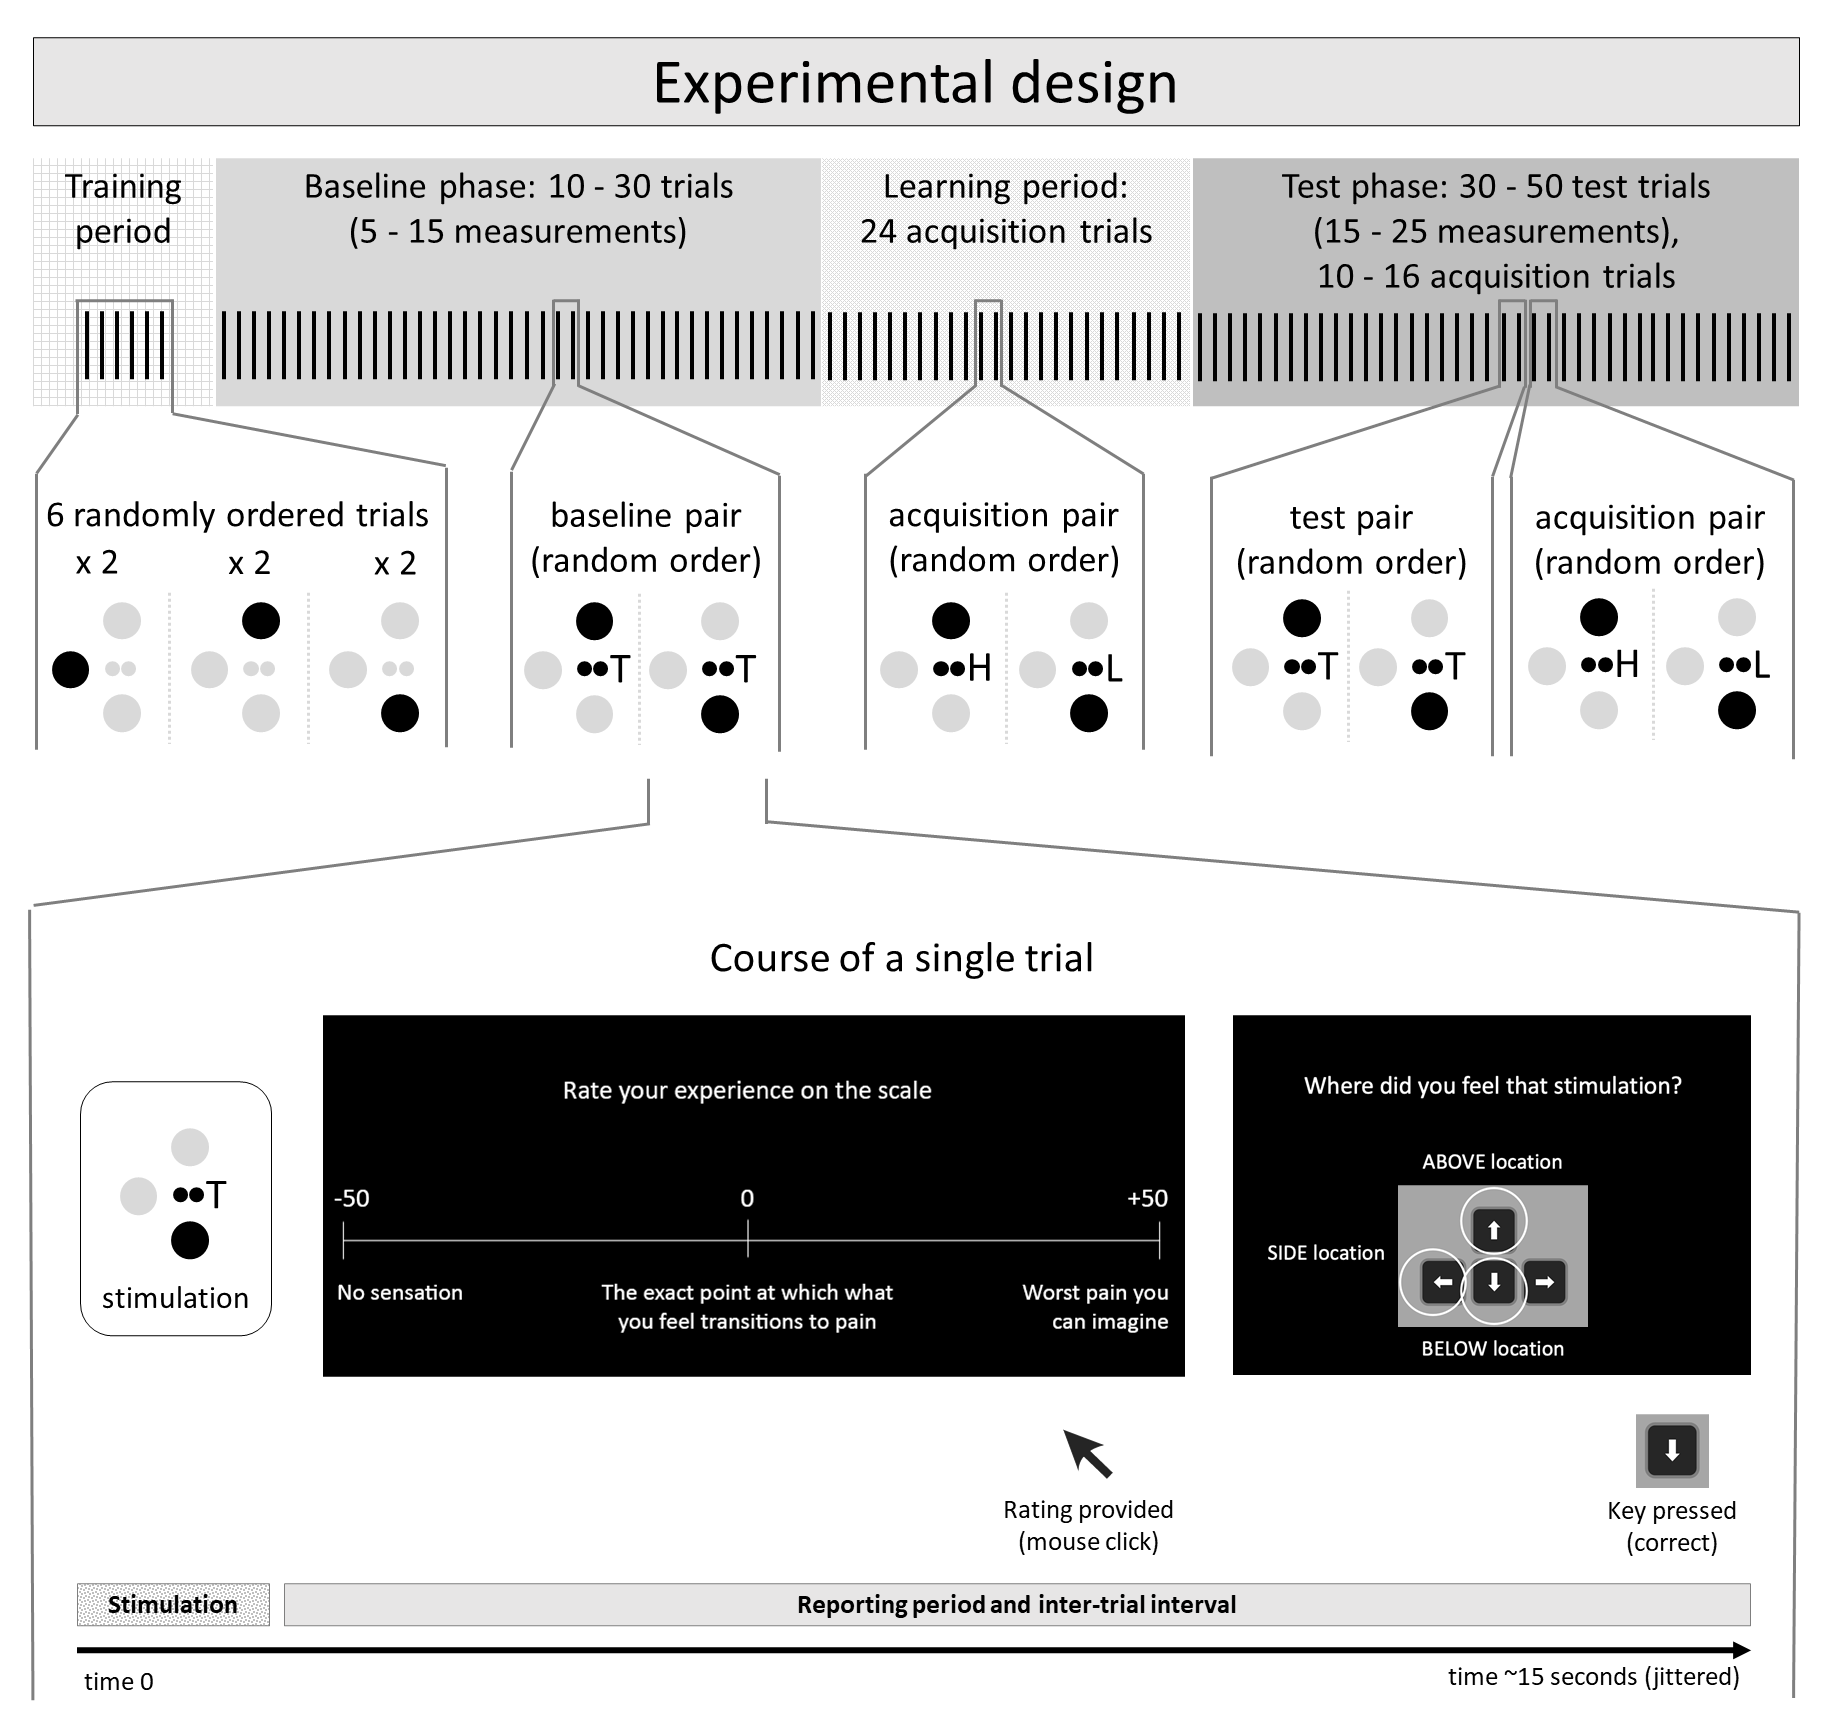 Experimental design
Training
period
Baseline phase: 10 - 30 trials
(5 - 15 measurements)
Learning period:
24 acquisition trials
Test phase: 30 - 50 test trials
(15 - 25 measurements),
10 - 16 acquisition trials
6 randomly ordered trials
x 2 x 2 x 2
baseline pair
(random order)
T T
acquisition pair
(random order)
H L
test pair
(random order)
T T
acquisition pair
(random order)
H L
Course of a single trial
T
stimulation
Rate your experience on the scale
-50 0 +50
No sensation
The exact point at which what
you feel transitions to pain
Worst pain you
can imagine
Where did you feel that stimulation?
ABOVE location
SIDE location
BELOW location
Rating provided
(mouse click)
Key pressed
(correct)
Stimulation
Reporting period and inter-trial interval
time 0
time ~15 seconds (jittered)